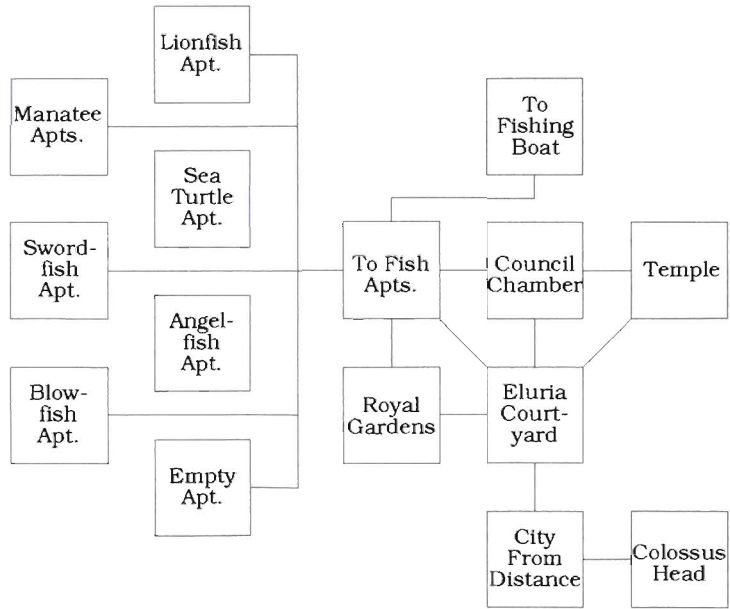 Lionfish
Apt.
Manatee
Apts.
To
Fishing
Boat
Sea
Turtle
Apt.
Sword-
fish
Apt.
To Fish
Apts.
Council
Chamber
Temple
Angel-
fish
Apt.
Blow-
fish
Apt.
Royal
Gardens
Eluria
Court-
yard
Empty
Apt.
City
From
Distance
Colossus
Head